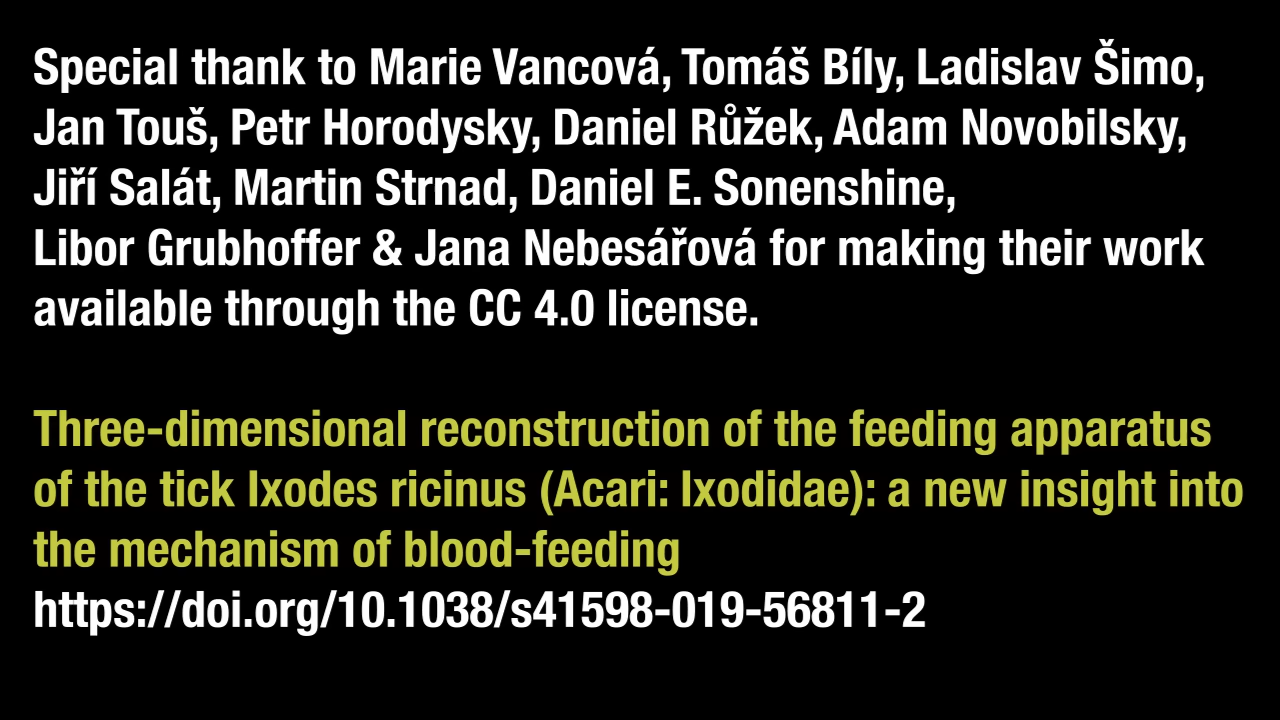 Special thank to Marie Vancová, Tomáš Bíly, Ladislav Šimo,
Jan Touš, Petr Horodysky, Daniel Růžek, Adam Novobilsky,
Jiří Salát, Martin Strnad, Daniel E. Sonenshine,
Libor Grubhoffer & Jana Nebesářová for making their work
available through the CC 4.0 license.
Three-dimensional reconstruction of the feeding apparatus
of the tick Ixodes ricinus (Acari: Ixodidae): a new insight into
the mechanism of blood-feeding
https://doi.org/10.1038/s41598-019-56811-2